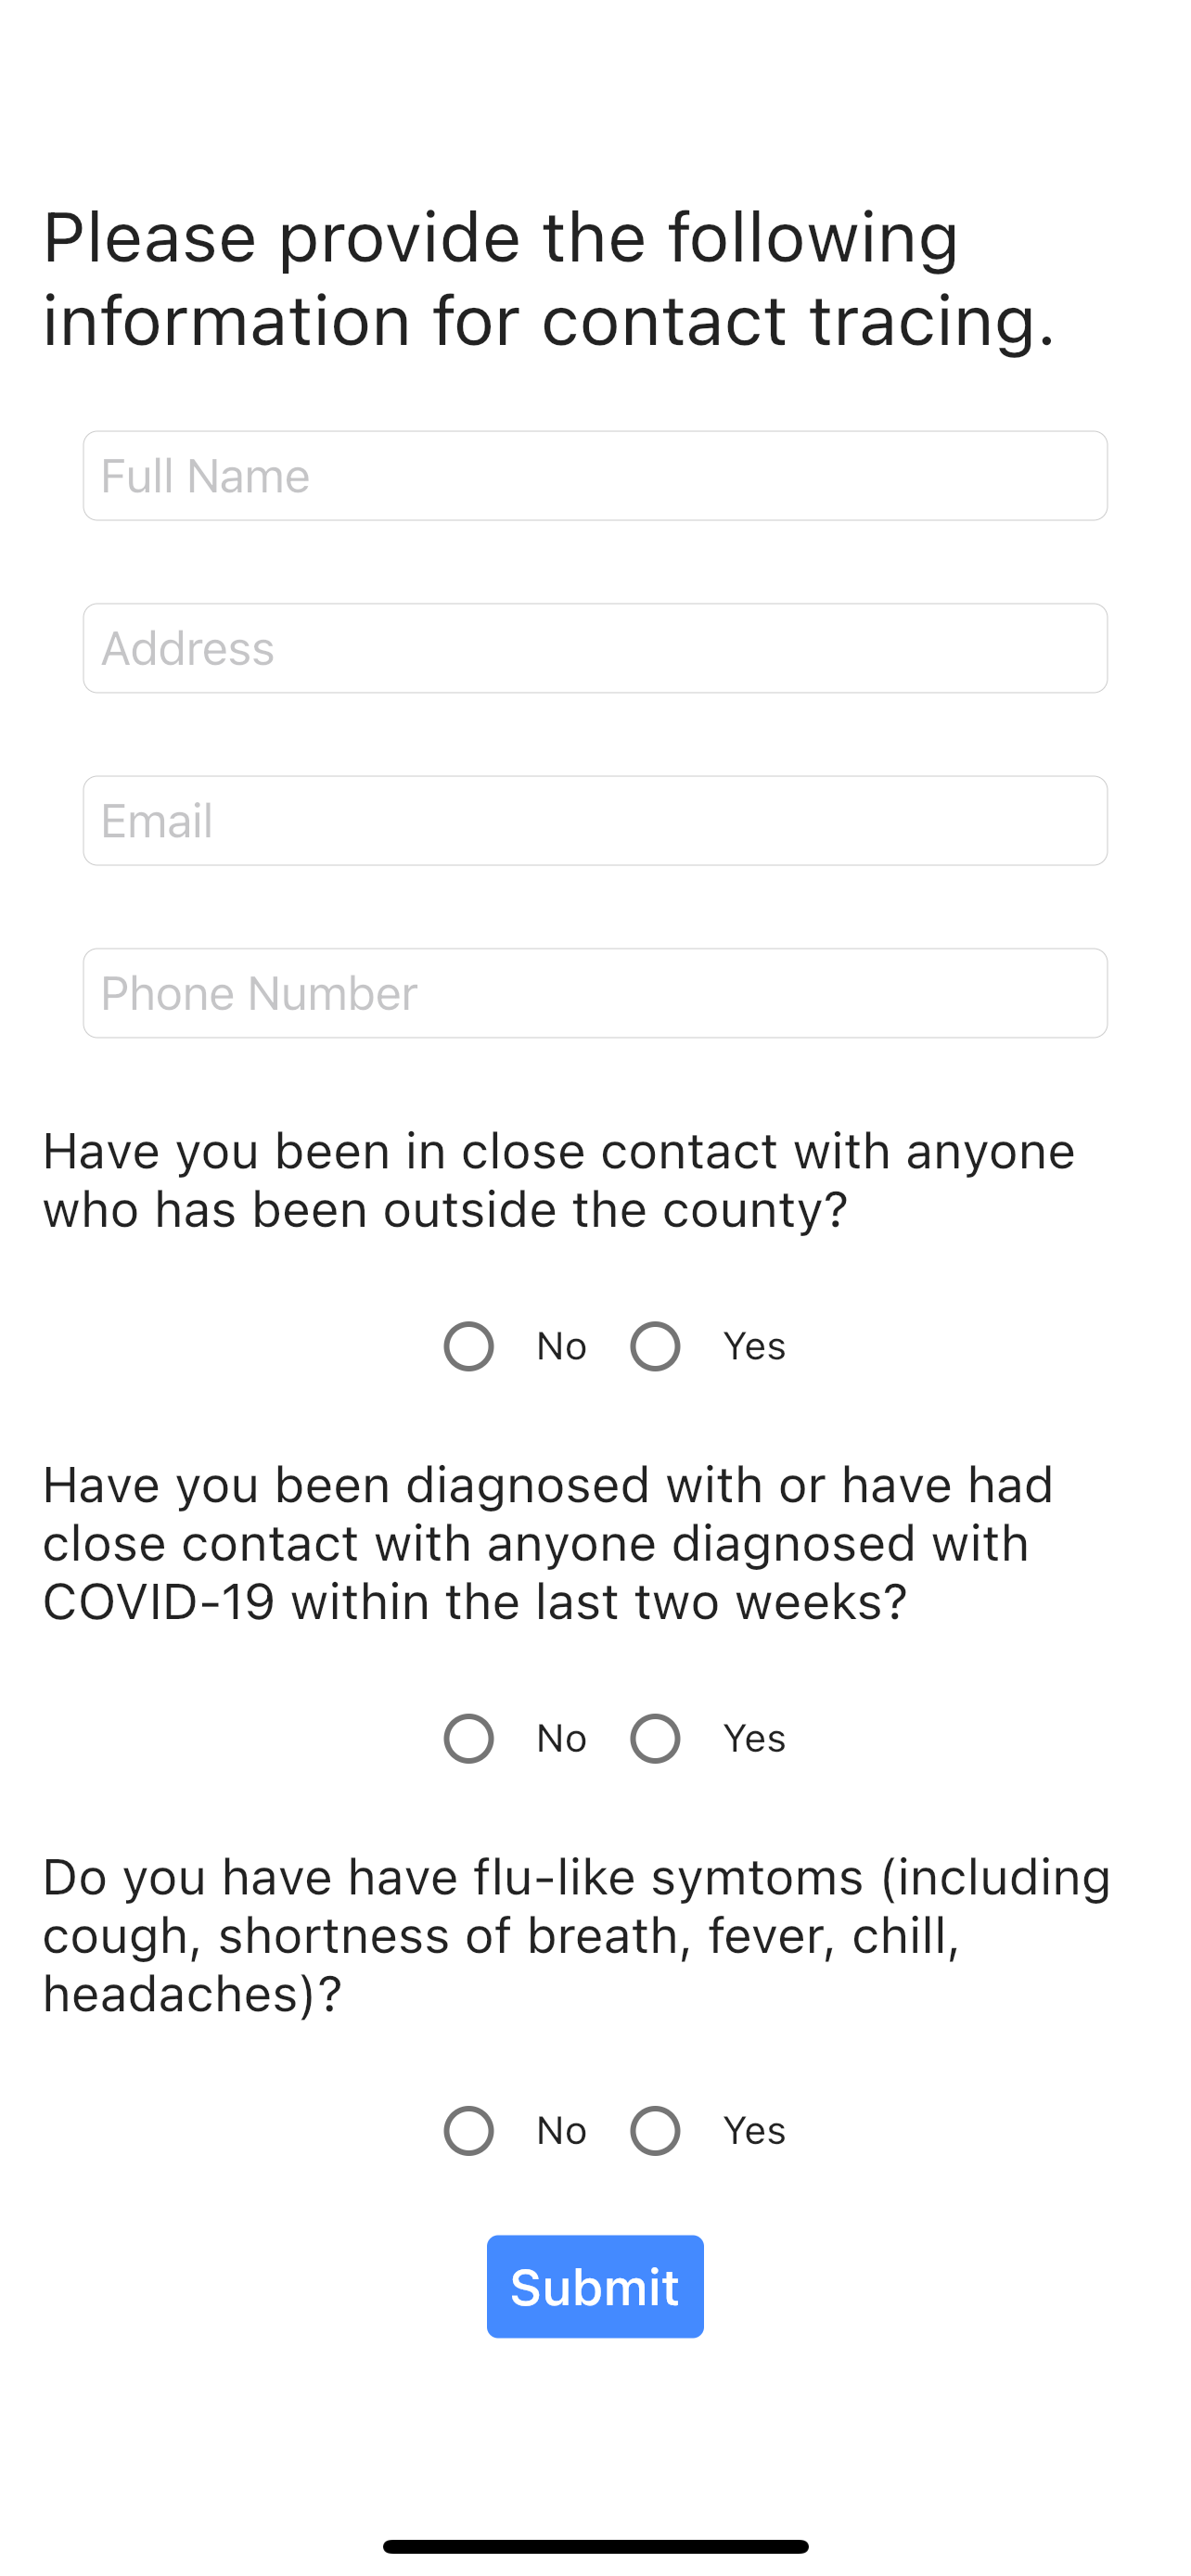 Please provide the following
information for contact tracing.
Full Name
Address
Email
Phone Number
Have you been in close contact with anyone
who has been outside the county?
No Yes
Have you been diagnosed with or have had
close contact with anyone diagnosed with
COVID-19 within the last two weeks?
No Yes
Do you have have flu-like symtoms (including
cough, shortness of breath, fever, chill,
headaches)?
No Yes
Submit